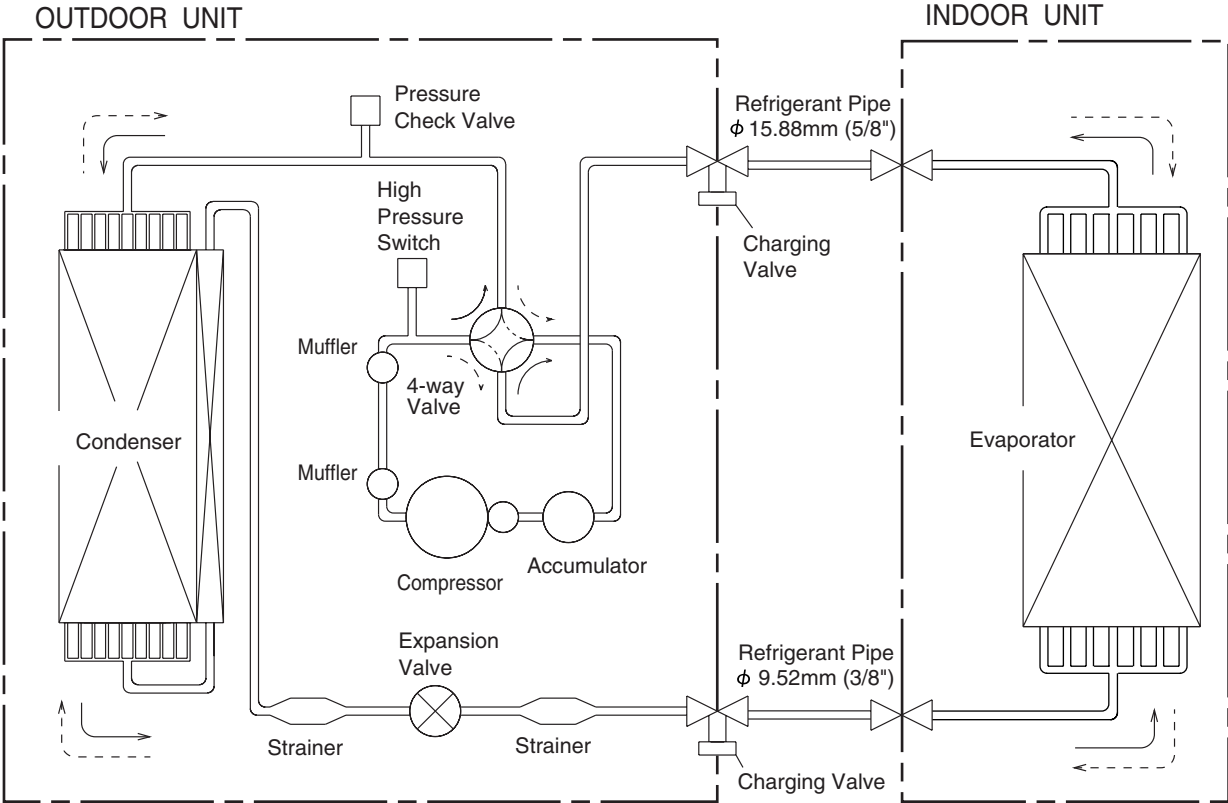 OUTDOOR UNIT
INDOOR UNIT
Pressure
Check Valve
Refrigerant Pipe
ϕ 15.88mm (5/8")
High
Pressure
Switch
Charging
Valve
Muffler
4-way
Valve
Condenser
Evaporator
Muffler
Accumulator
Compressor
Expansion
Valve
Refrigerant Pipe
ϕ 9.52mm (3/8")
Strainer
Strainer
Charging Valve